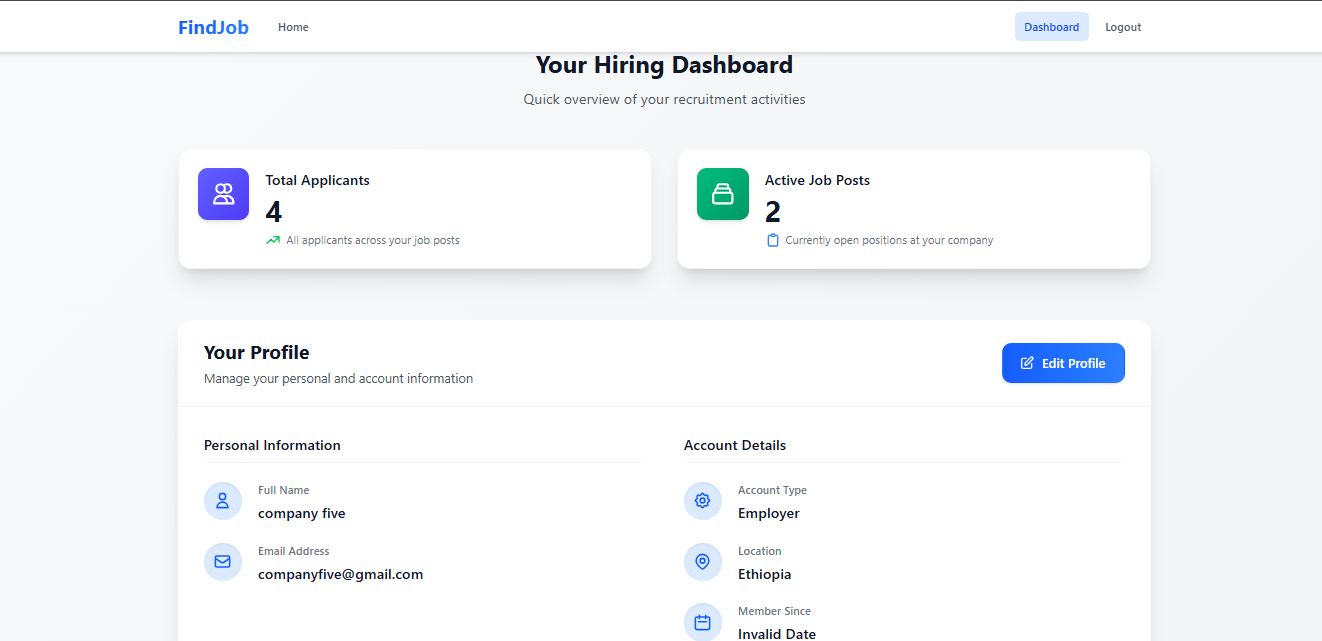 FindJob
Home
Dashboard
Logout
Your Hiring Dashboard
Quick overview of your recruitment activities
Total Applicants
4
All applicants across your job posts
Active Job Posts
2
Currently open positions at your company
Your Profile
Manage your personal and account information
Edit Profile
Personal Information
Full Name
company five
Email Address
companyfive@gmail.com
Account Details
Account Type
Employer
Location
Ethiopia
Member Since
Invalid Date